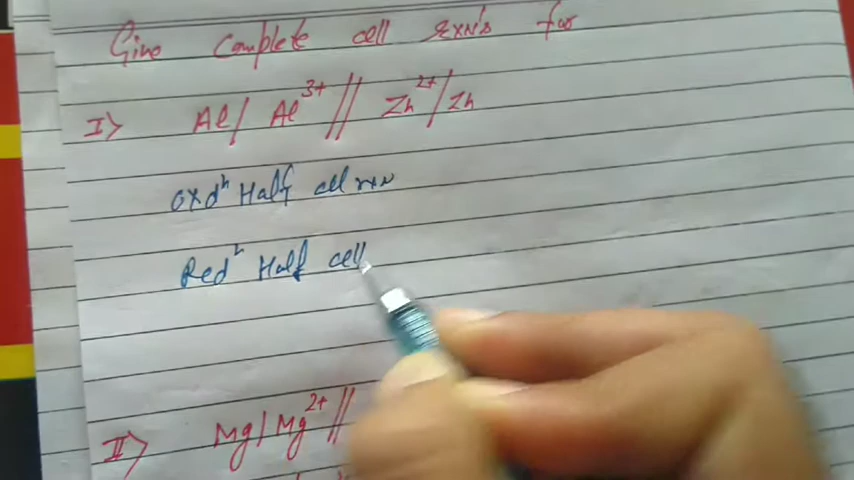 Give Complete cell rxn's for
I> Al/ Al³⁺// Zn²⁺/Zn
Oxdⁿ Half cell rxn
Redⁿ Half cell
II> Mg/Mg²⁺//